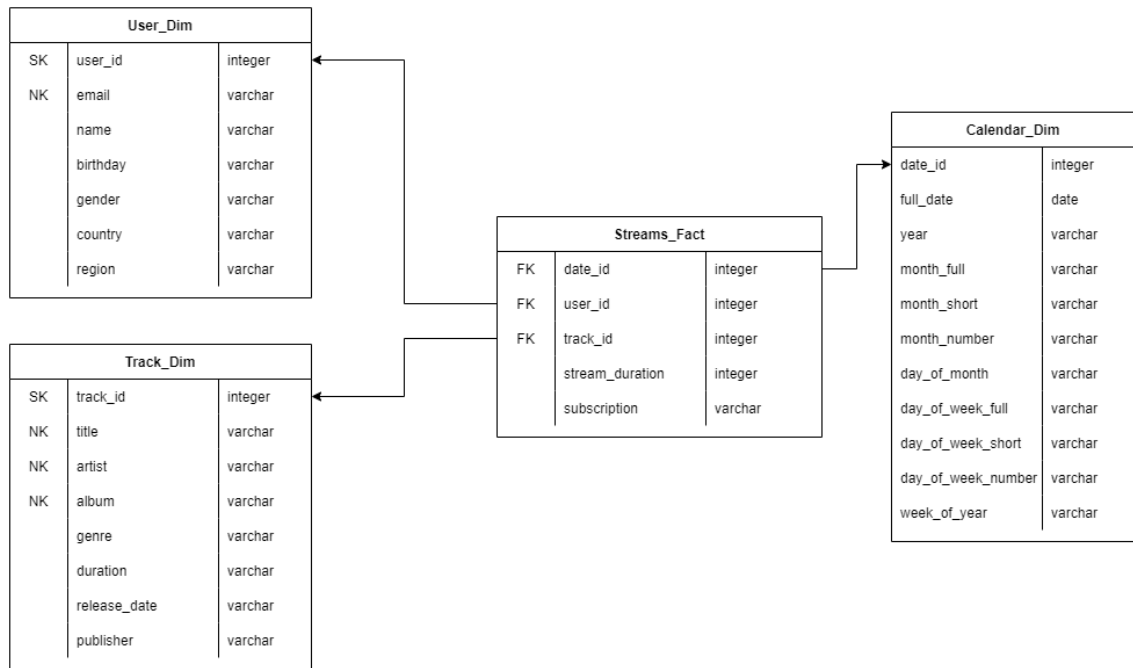 User_Dim
SK user_id integer
NK email varchar
name varchar
birthday varchar
gender varchar
country varchar
region varchar
Track_Dim
SK track_id integer
NK title varchar
NK artist varchar
NK album varchar
genre varchar
duration varchar
release_date varchar
publisher varchar
Streams_Fact
FK date_id integer
FK user_id integer
FK track_id integer
stream_duration integer
subscription varchar
Calendar_Dim
date_id integer
full_date date
year varchar
month_full varchar
month_short varchar
month_number varchar
day_of_month varchar
day_of_week_full varchar
day_of_week_short varchar
day_of_week_number varchar
week_of_year varchar